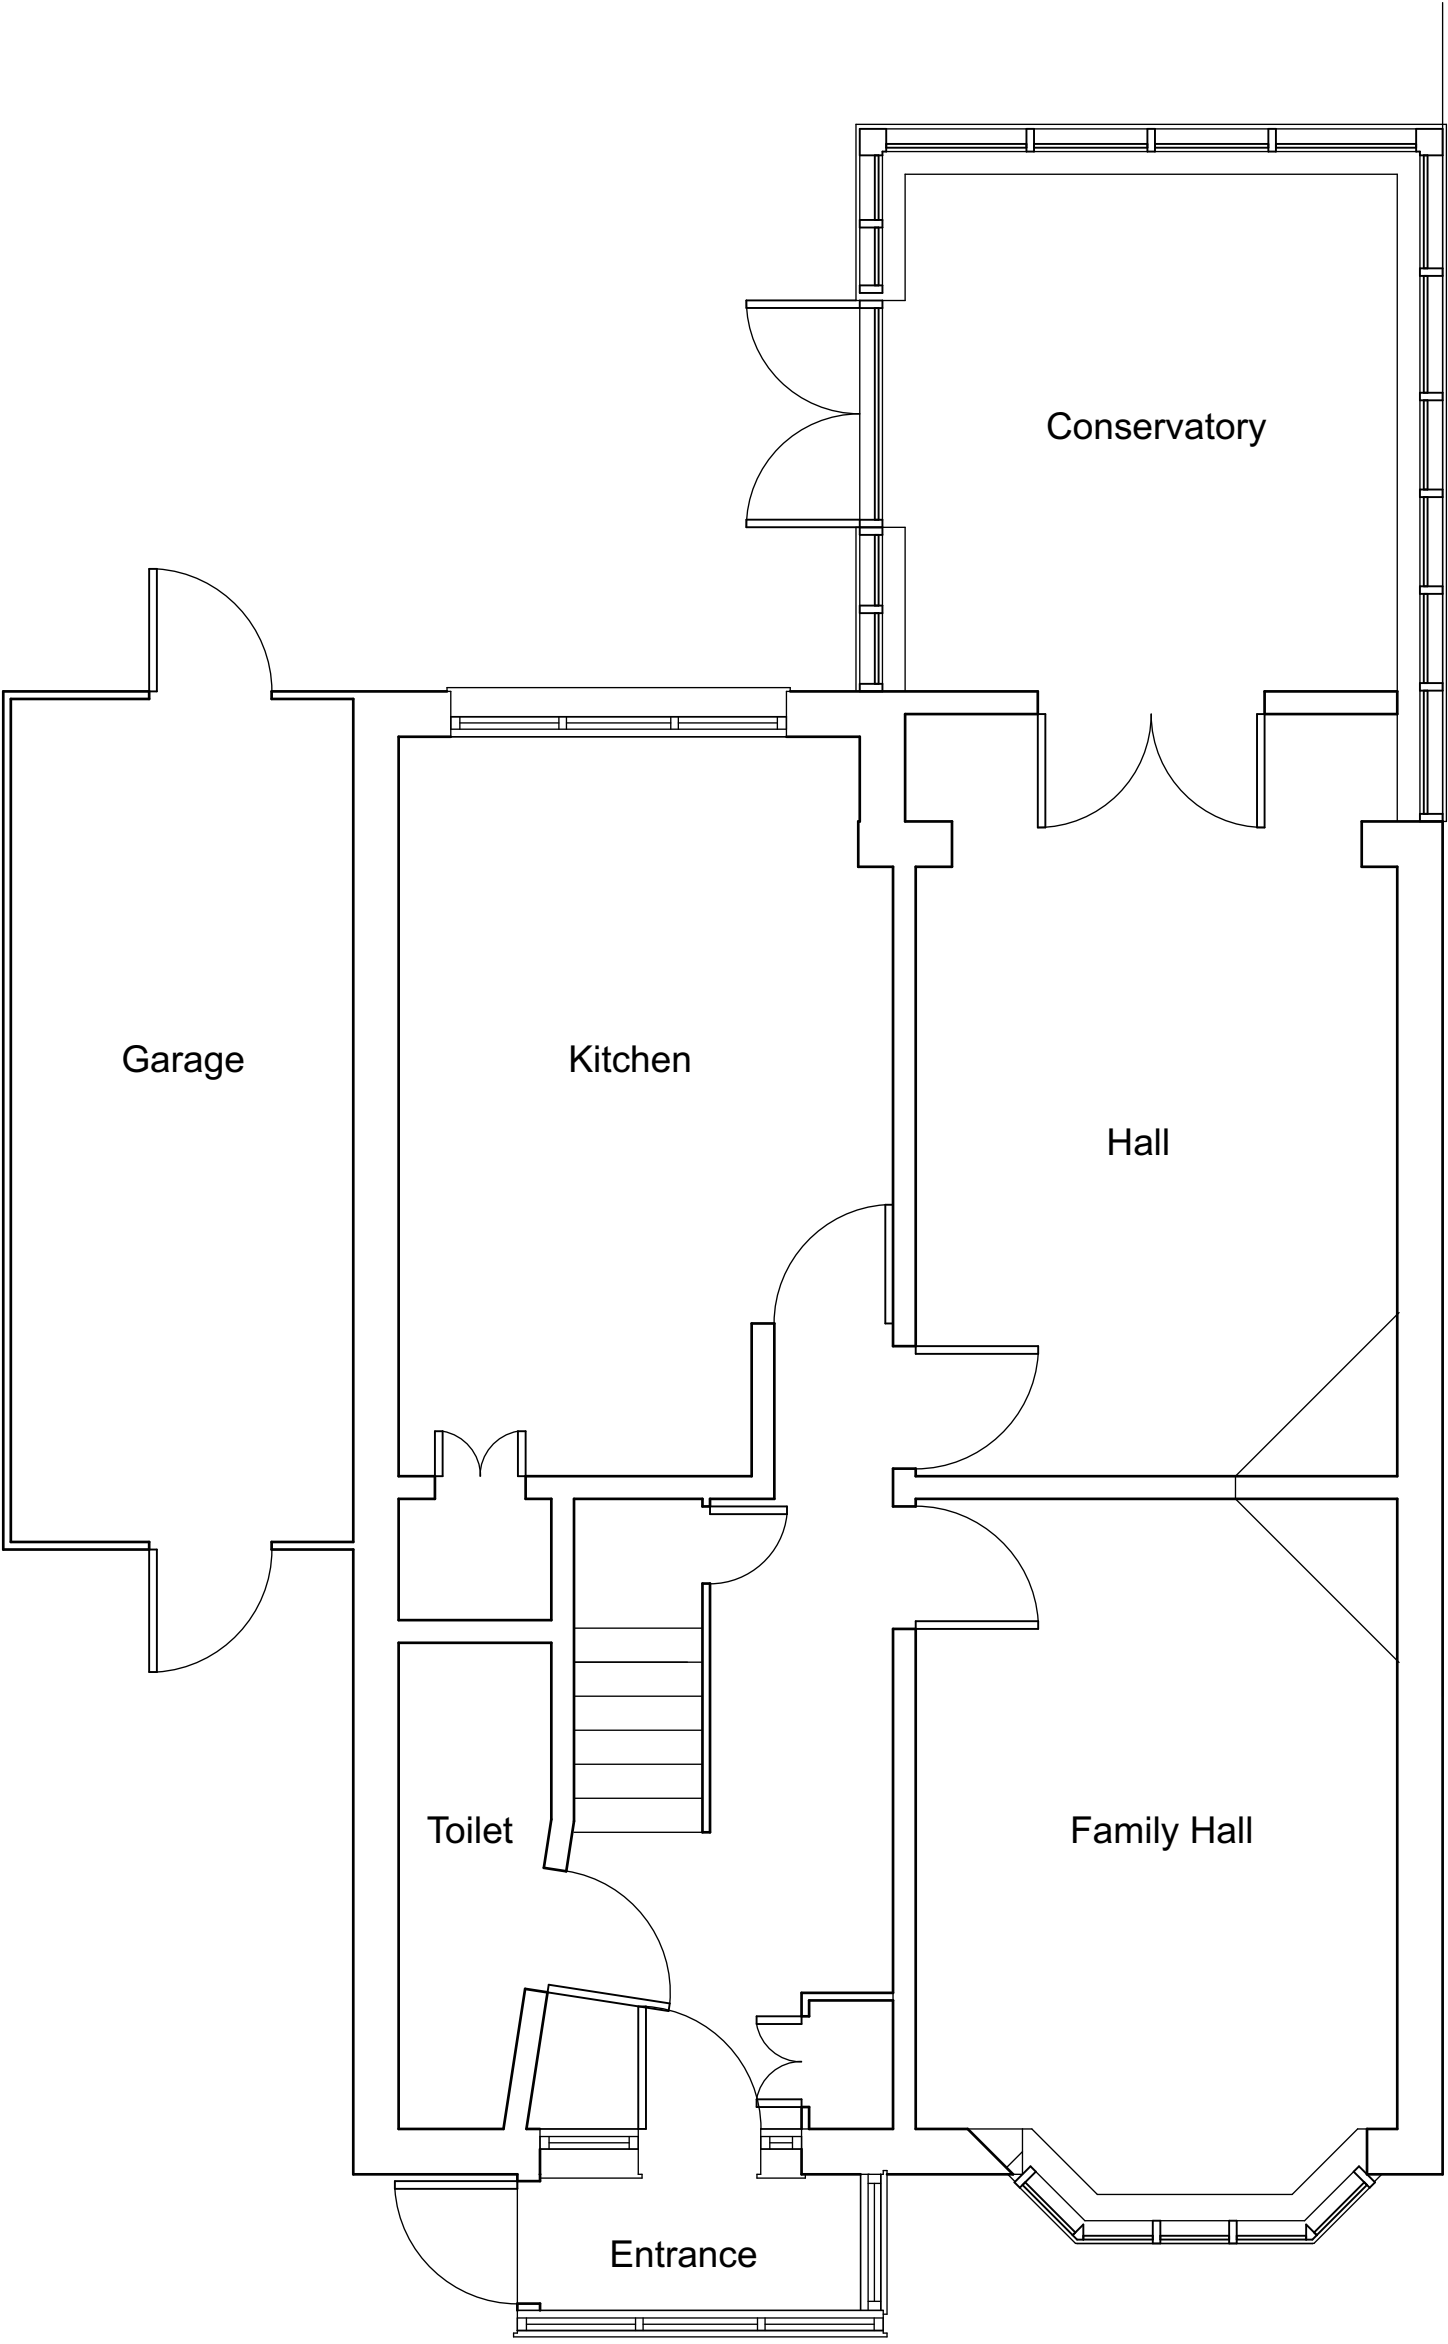 Conservatory
Garage
Kitchen
Hall
Toilet
Family Hall
Entrance